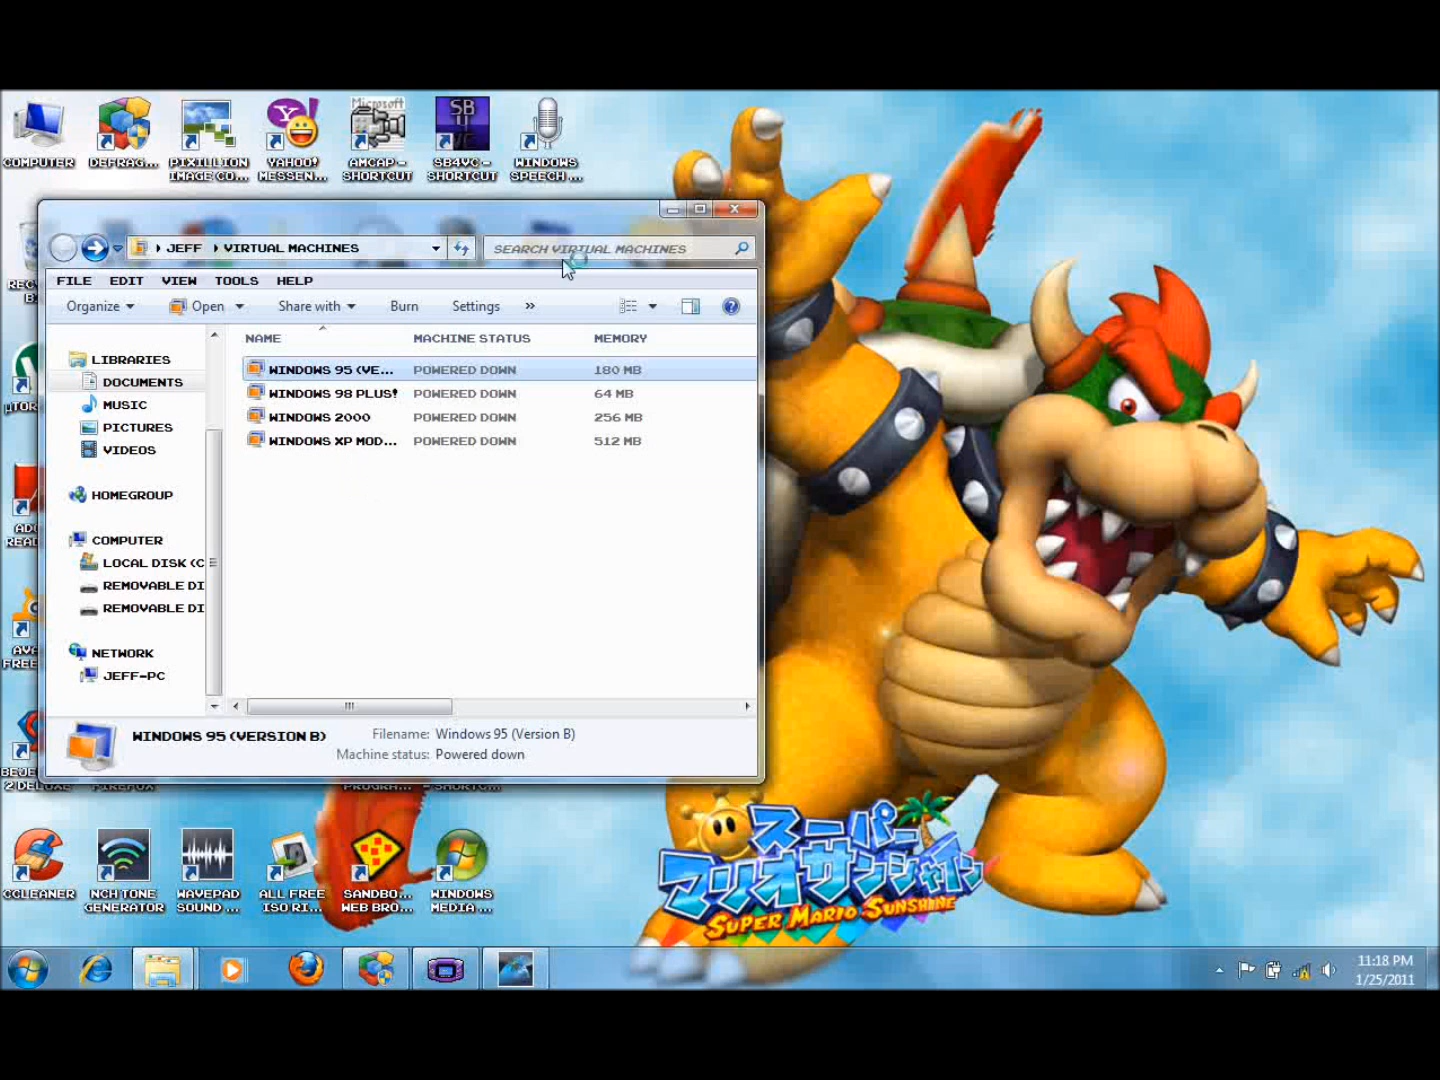 COMPUTER
DEFRAG...
PIXILLION
IMAGE CO...
YAHOO!
MESSEN...
Microsoft
AMCAP -
SHORTCUT
SB
SB4VC -
SHORTCUT
WINDOWS
SPEECH ...
JEFF
VIRTUAL MACHINES
SEARCH VIRTUAL MACHINES
FILE EDIT VIEW TOOLS HELP
Organize Open Share with Burn Settings »
NAME MACHINE STATUS MEMORY
WINDOWS 95 (VE... POWERED DOWN 180 MB
WINDOWS 98 PLUS! POWERED DOWN 64 MB
WINDOWS 2000 POWERED DOWN 256 MB
WINDOWS XP MOD... POWERED DOWN 512 MB
LIBRARIES
DOCUMENTS
MUSIC
PICTURES
VIDEOS
HOMEGROUP
COMPUTER
LOCAL DISK (C
REMOVABLE DI
REMOVABLE DI
NETWORK
JEFF-PC
WINDOWS 95 (VERSION B)
Filename: Windows 95 (Version B)
Machine status: Powered down
CCLEANER
NCH TONE
GENERATOR
WAVEPAD
SOUND ...
ALL FREE
ISO RI...
SANDBO...
WEB BRO...
WINDOWS
MEDIA ...
スーパー
マリオサンシャイン
SUPER MARIO SUNSHINE
11:18 PM
1/25/2011